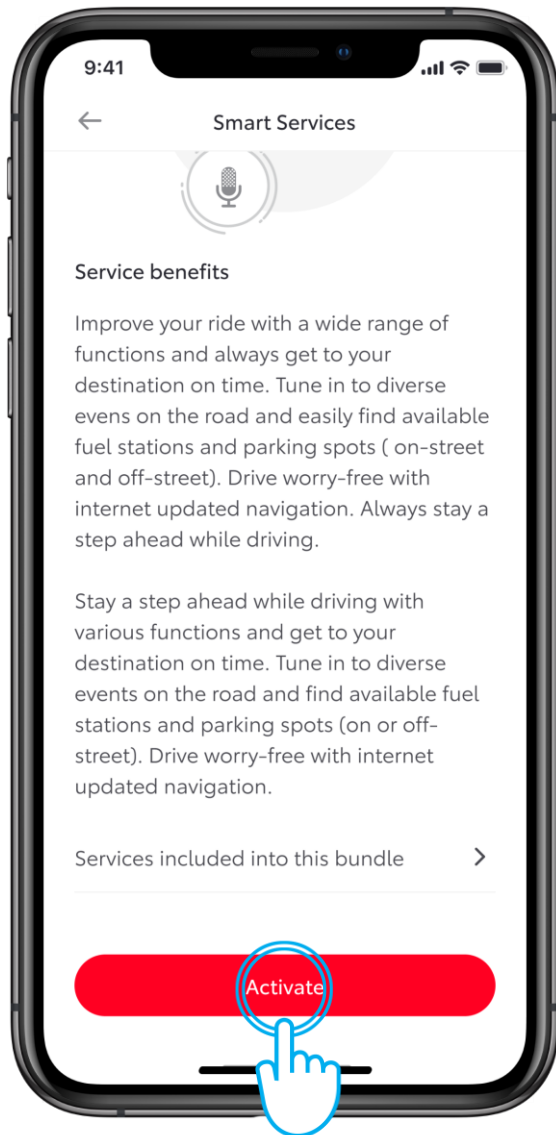 9:41
Smart Services
Service benefits
Improve your ride with a wide range of
functions and always get to your
destination on time. Tune in to diverse
evens on the road and easily find available
fuel stations and parking spots ( on-street
and off-street). Drive worry-free with
internet updated navigation. Always stay a
step ahead while driving.
Stay a step ahead while driving with
various functions and get to your
destination on time. Tune in to diverse
events on the road and find available fuel
stations and parking spots (on or off-
street). Drive worry-free with internet
updated navigation.
Services included into this bundle
Activate